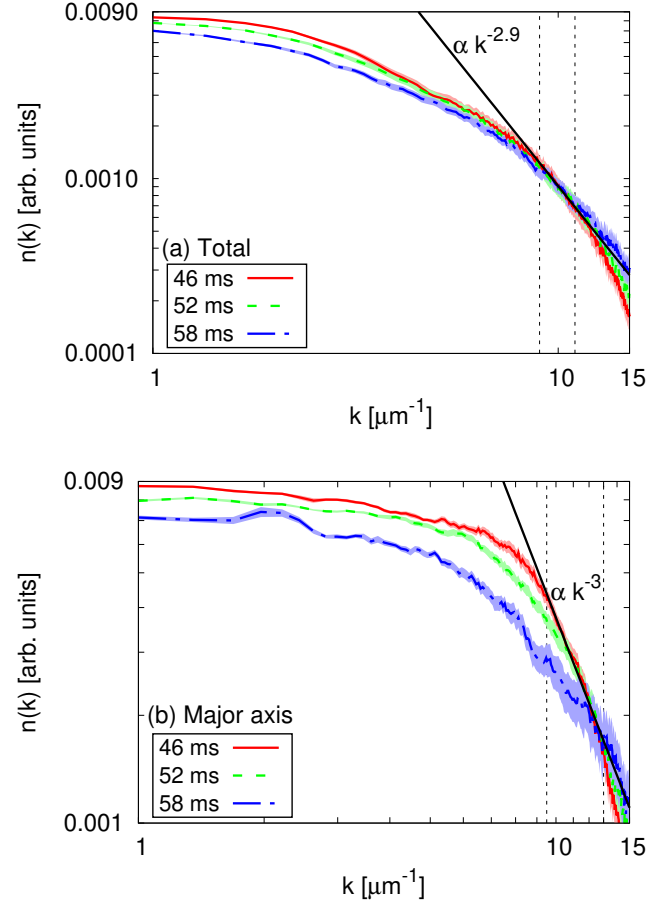 0.0090
α k-2.9
n(k) [arb. units]
0.0010
(a) Total
46 ms
52 ms
58 ms
0.0001
1
10
15
k [μm-1]
0.009
α k-3
n(k) [arb. units]
(b) Major axis
46 ms
52 ms
58 ms
0.001
1
10
15
k [μm-1]